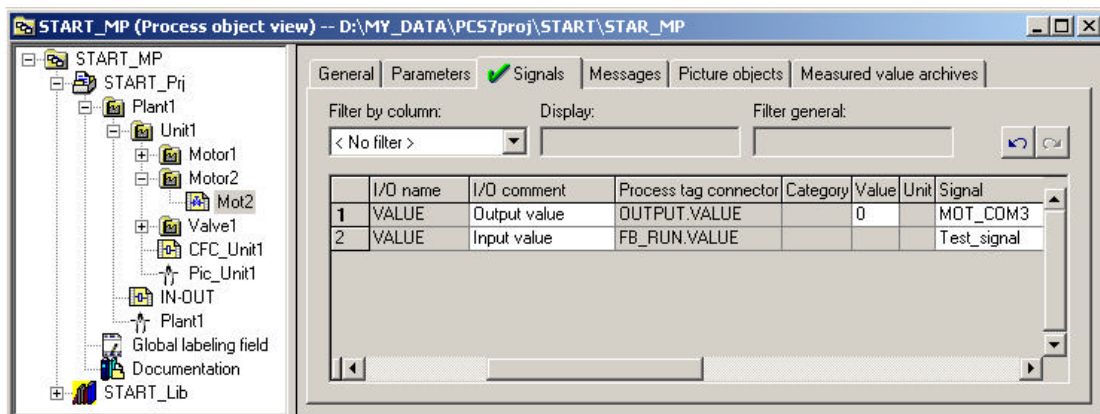 START_MP (Process object view) -- D:\MY_DATA\PCS7proj\START\STAR_MP
START_MP
START_Prj
Plant1
Unit1
Motor1
Motor2
Mot2
Valve1
CFC_Unit1
Pic_Unit1
IN-OUT
Plant1
Global labeling field
Documentation
START_Lib
General Parameters Signals Messages Picture objects Measured value archives
Filter by column: Display: Filter general:
< No filter >
I/O name I/O comment Process tag connector Category Value Unit Signal
1 VALUE Output value OUTPUT.VALUE 0 MOT_COM3
2 VALUE Input value FB_RUN.VALUE Test_signal